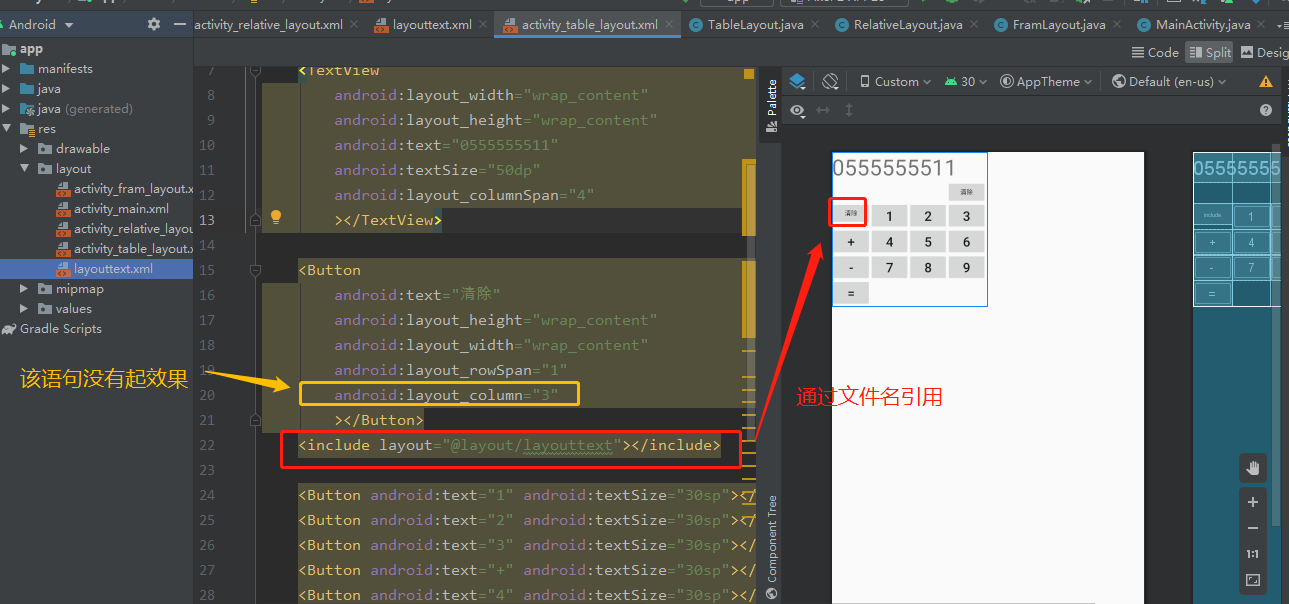 Android
activity_relative_layout.xml
layouttext.xml
activity_table_layout.xml
TableLayout.java
RelativeLayout.java
FramLayout.java
MainActivity.java
app
manifests
java
java (generated)
res
drawable
layout
activity_fram_layout.x
activity_main.xml
activity_relative_layou
activity_table_layout.x
layouttext.xml
mipmap
values
Gradle Scripts
该语句没有起效果
Code
Split
Desig
7 <TextView
8 android:layout_width="wrap_content"
9 android:layout_height="wrap_content"
10 android:text="0555555511"
11 android:textSize="50dp"
12 android:layout_columnSpan="4"
13 ></TextView>
14
15 <Button
16 android:text="清除"
17 android:layout_height="wrap_content"
18 android:layout_width="wrap_content"
19 android:layout_rowSpan="1"
20 android:layout_column="3"
21 ></Button>
22 <include layout="@layout/layouttext"></include>
23
24 <Button android:text="1" android:textSize="30sp"></
25 <Button android:text="2" android:textSize="30sp"></
26 <Button android:text="3" android:textSize="30sp"></
27 <Button android:text="+" android:textSize="30sp"></
28 <Button android:text="4" android:textSize="30sp"></
Palette
Component Tree
Custom
30
AppTheme
Default (en-us)
0555555511
清除
清除 1 2 3
+ 4 5 6
- 7 8 9
=
通过文件名引用
055555555
include 1
+ 4
- 7
=
1:1